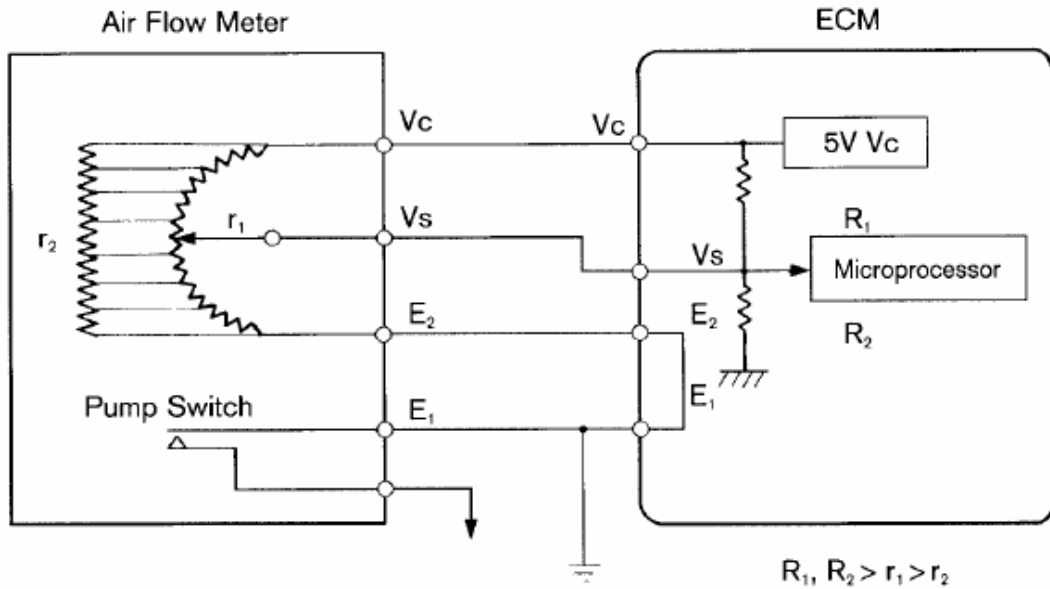 Air Flow Meter
ECM
Vc
Vc
5V Vc
r₂
r₁
Vs
Vs
R₁
Microprocessor
E₂
E₂
R₂
Pump Switch
E₁
E₁
R₁, R₂ > r₁ > r₂